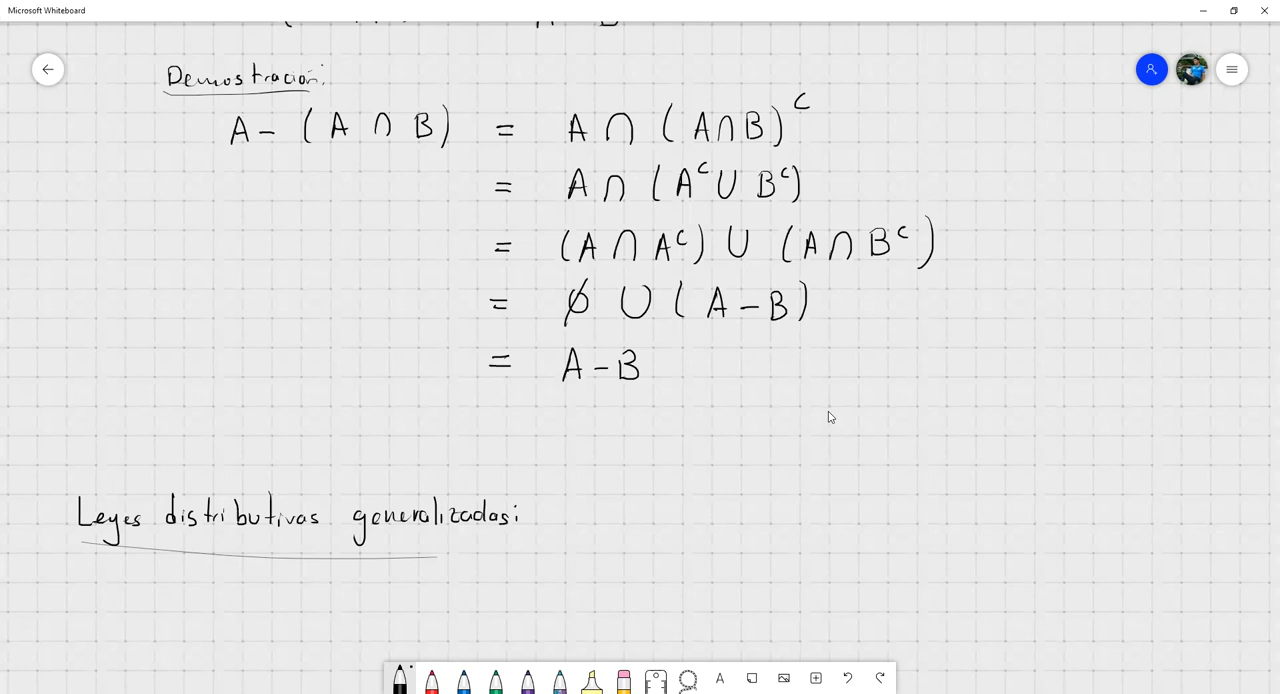 Microsoft Whiteboard
Demostración:
A - (A ∩ B) = A ∩ (A ∩ B)ᶜ
= A ∩ (Aᶜ ∪ Bᶜ)
= (A ∩ Aᶜ) ∪ (A ∩ Bᶜ)
= ∅ ∪ (A - B)
= A - B
Leyes distributivas generalizadas:
A